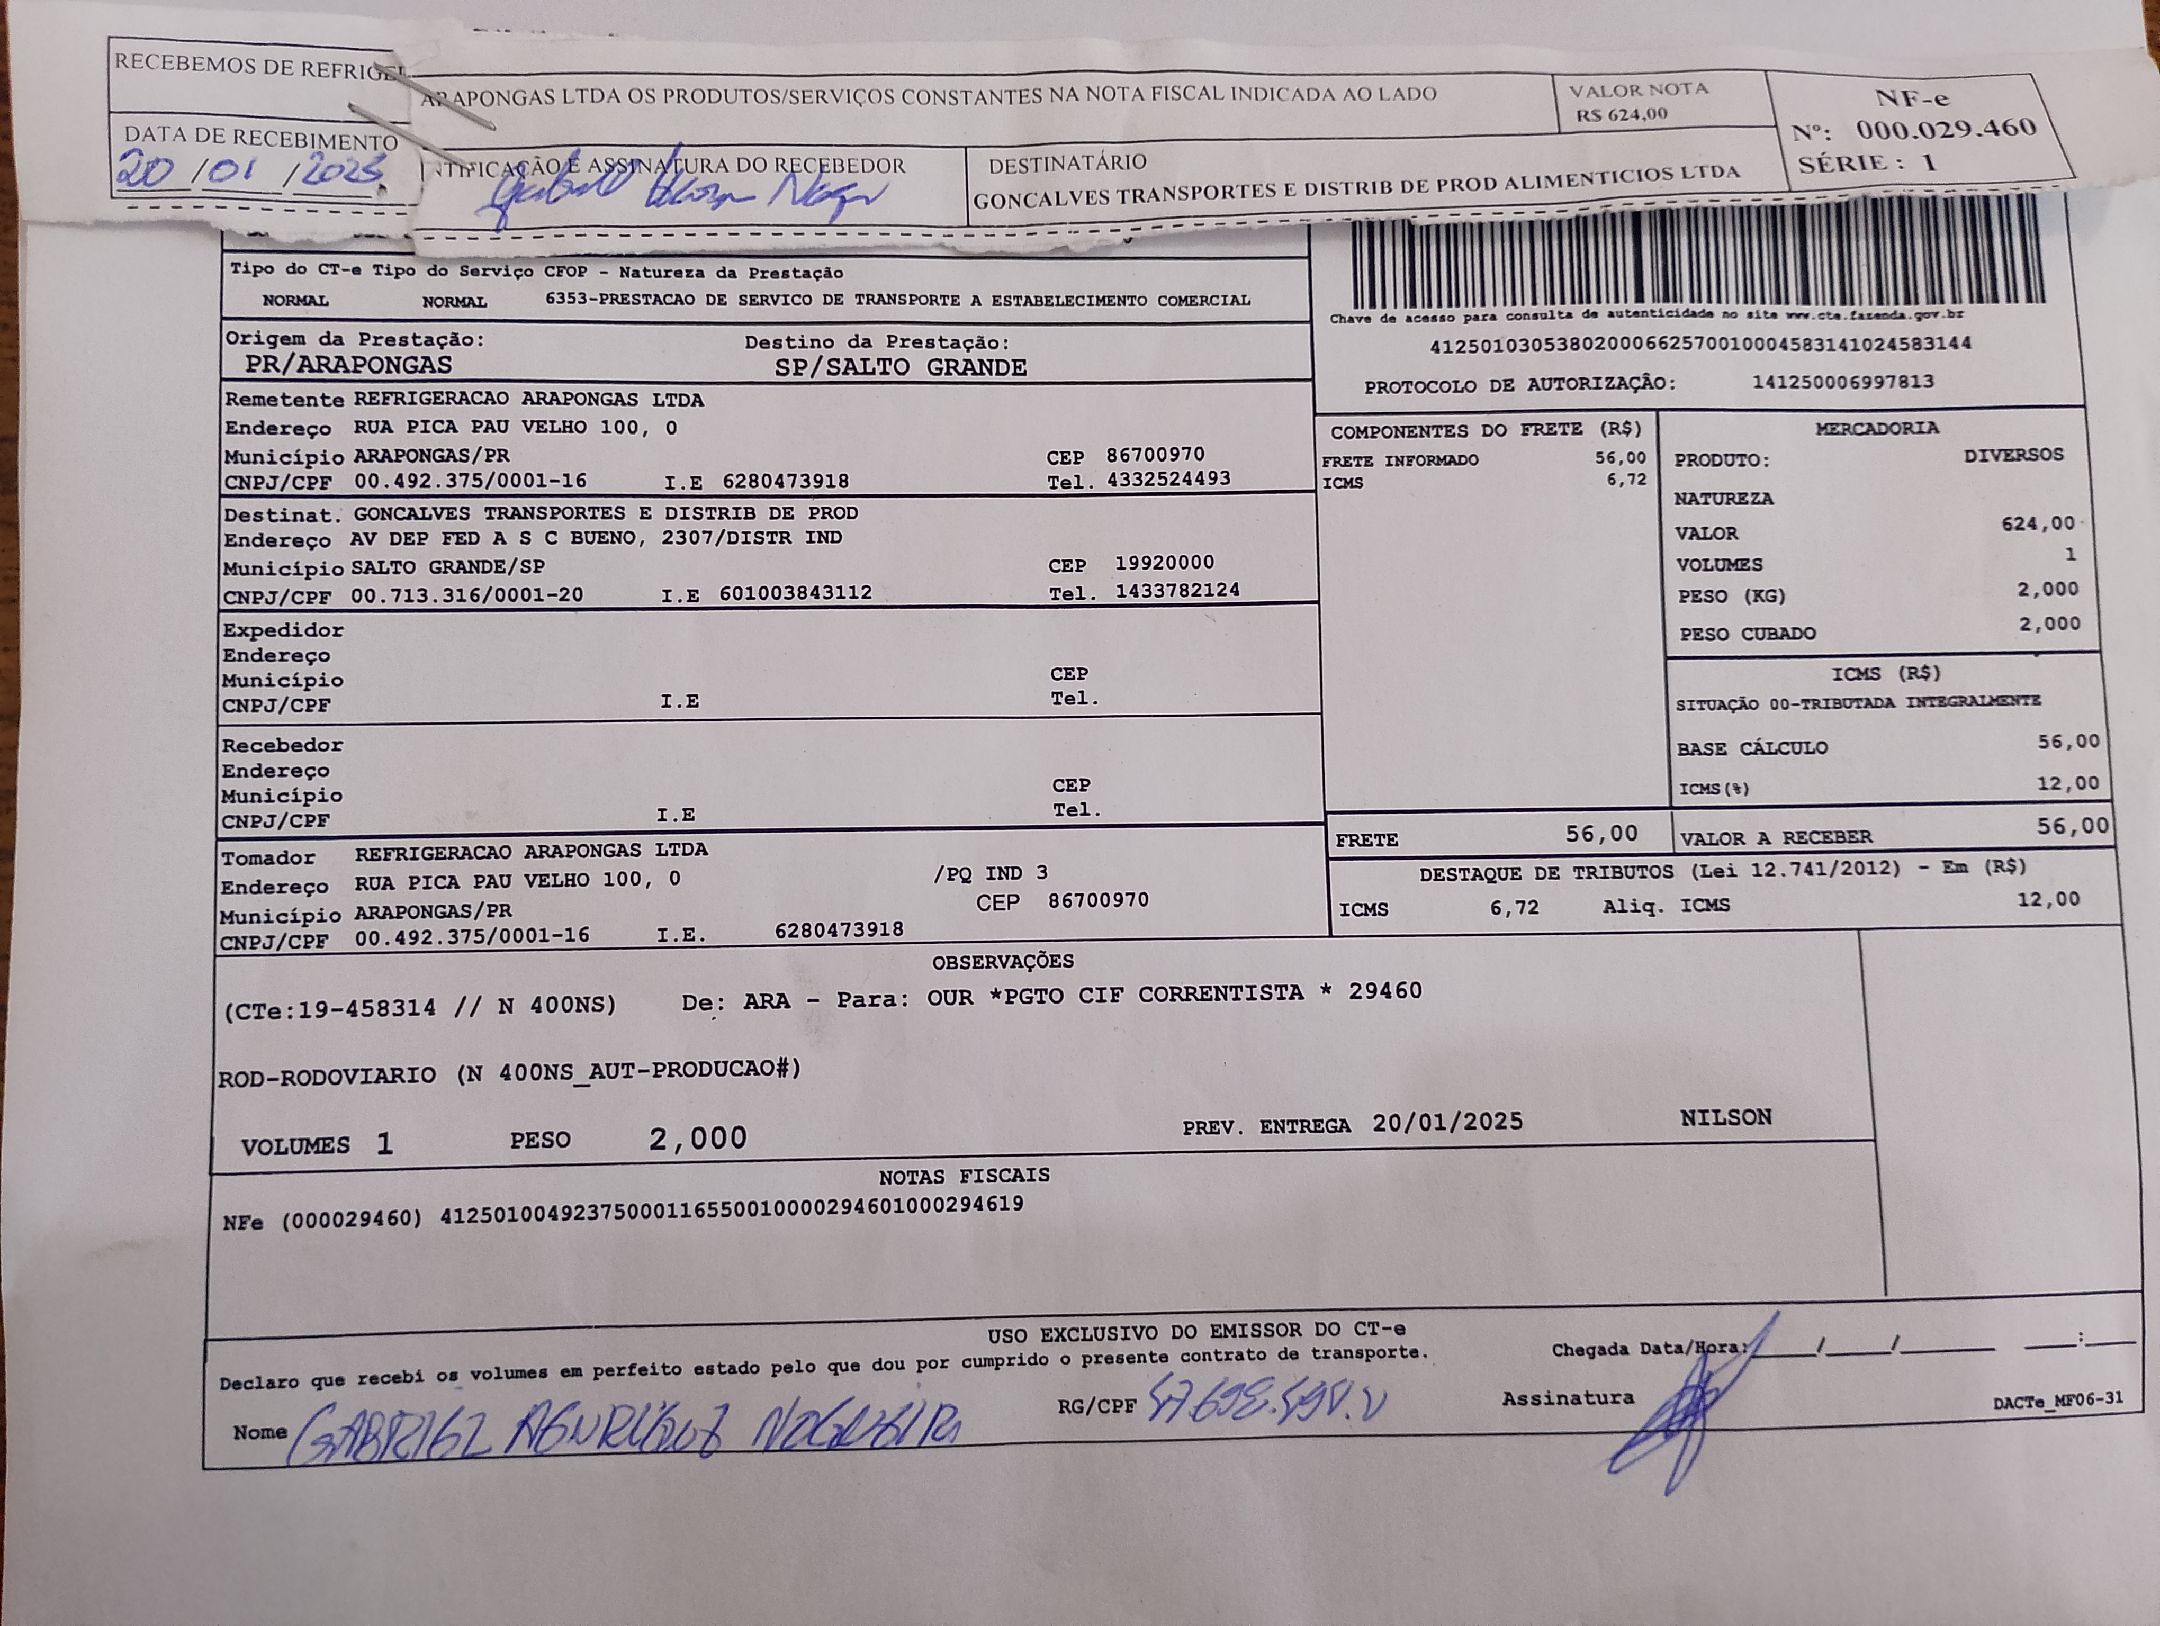 RECEBEMOS DE REFRIGE ARAPONGAS LTDA OS PRODUTOS/SERVIÇOS CONSTANTES NA NOTA FISCAL INDICADA AO LADO
VALOR NOTA
R$ 624,00
NF-e
Nº: 000.029.460
SÉRIE : 1
DATA DE RECEBIMENTO
20/01/2025
NTIFICAÇÃO E ASSINATURA DO RECEBEDOR
DESTINATÁRIO
GONCALVES TRANSPORTES E DISTRIB DE PROD ALIMENTICIOS LTDA
Tipo do CT-e Tipo do Serviço CFOP - Natureza da Prestação
NORMAL NORMAL 6353-PRESTACAO DE SERVICO DE TRANSPORTE A ESTABELECIMENTO COMERCIAL
Chave de acesso para consulta de autenticidade no site www.cte.fazenda.gov.br
41250103053802000662570010004583141024583144
PROTOCOLO DE AUTORIZAÇÃO: 141250006997813
Origem da Prestação: Destino da Prestação:
PR/ARAPONGAS SP/SALTO GRANDE
Remetente REFRIGERACAO ARAPONGAS LTDA
Endereço RUA PICA PAU VELHO 100, 0
Município ARAPONGAS/PR CEP 86700970
CNPJ/CPF 00.492.375/0001-16 I.E 6280473918 Tel. 4332524493
Destinat. GONCALVES TRANSPORTES E DISTRIB DE PROD
Endereço AV DEP FED A S C BUENO, 2307/DISTR IND
Município SALTO GRANDE/SP CEP 19920000
CNPJ/CPF 00.713.316/0001-20 I.E 601003843112 Tel. 1433782124
Expedidor
Endereço
Município CEP
CNPJ/CPF I.E Tel.
Recebedor
Endereço
Município CEP
CNPJ/CPF I.E Tel.
Tomador REFRIGERACAO ARAPONGAS LTDA
Endereço RUA PICA PAU VELHO 100, 0 /PQ IND 3
Município ARAPONGAS/PR CEP 86700970
CNPJ/CPF 00.492.375/0001-16 I.E. 6280473918
COMPONENTES DO FRETE (R$)
FRETE INFORMADO 56,00
ICMS 6,72
MERCADORIA
PRODUTO: DIVERSOS
NATUREZA
VALOR 624,00
VOLUMES 1
PESO (KG) 2,000
PESO CUBADO 2,000
ICMS (R$)
SITUAÇÃO 00-TRIBUTADA INTEGRALMENTE
BASE CÁLCULO 56,00
ICMS(%) 12,00
FRETE 56,00 VALOR A RECEBER 56,00
DESTAQUE DE TRIBUTOS (Lei 12.741/2012) - Em (R$)
ICMS 6,72 Aliq. ICMS 12,00
OBSERVAÇÕES
(CTe:19-458314 // N 400NS) De: ARA - Para: OUR *PGTO CIF CORRENTISTA * 29460
ROD-RODOVIARIO (N 400NS_AUT-PRODUCAO#)
VOLUMES 1 PESO 2,000 PREV. ENTREGA 20/01/2025 NILSON
NOTAS FISCAIS
NFe (000029460) 41250100492375000116550010000294601000294619
USO EXCLUSIVO DO EMISSOR DO CT-e
Declaro que recebi os volumes em perfeito estado pelo que dou por cumprido o presente contrato de transporte.
Chegada Data/Hora: __/__/____ __:__
Nome GABRIEL NOGUEIRA RG/CPF Assinatura
DACTe_MF06-31